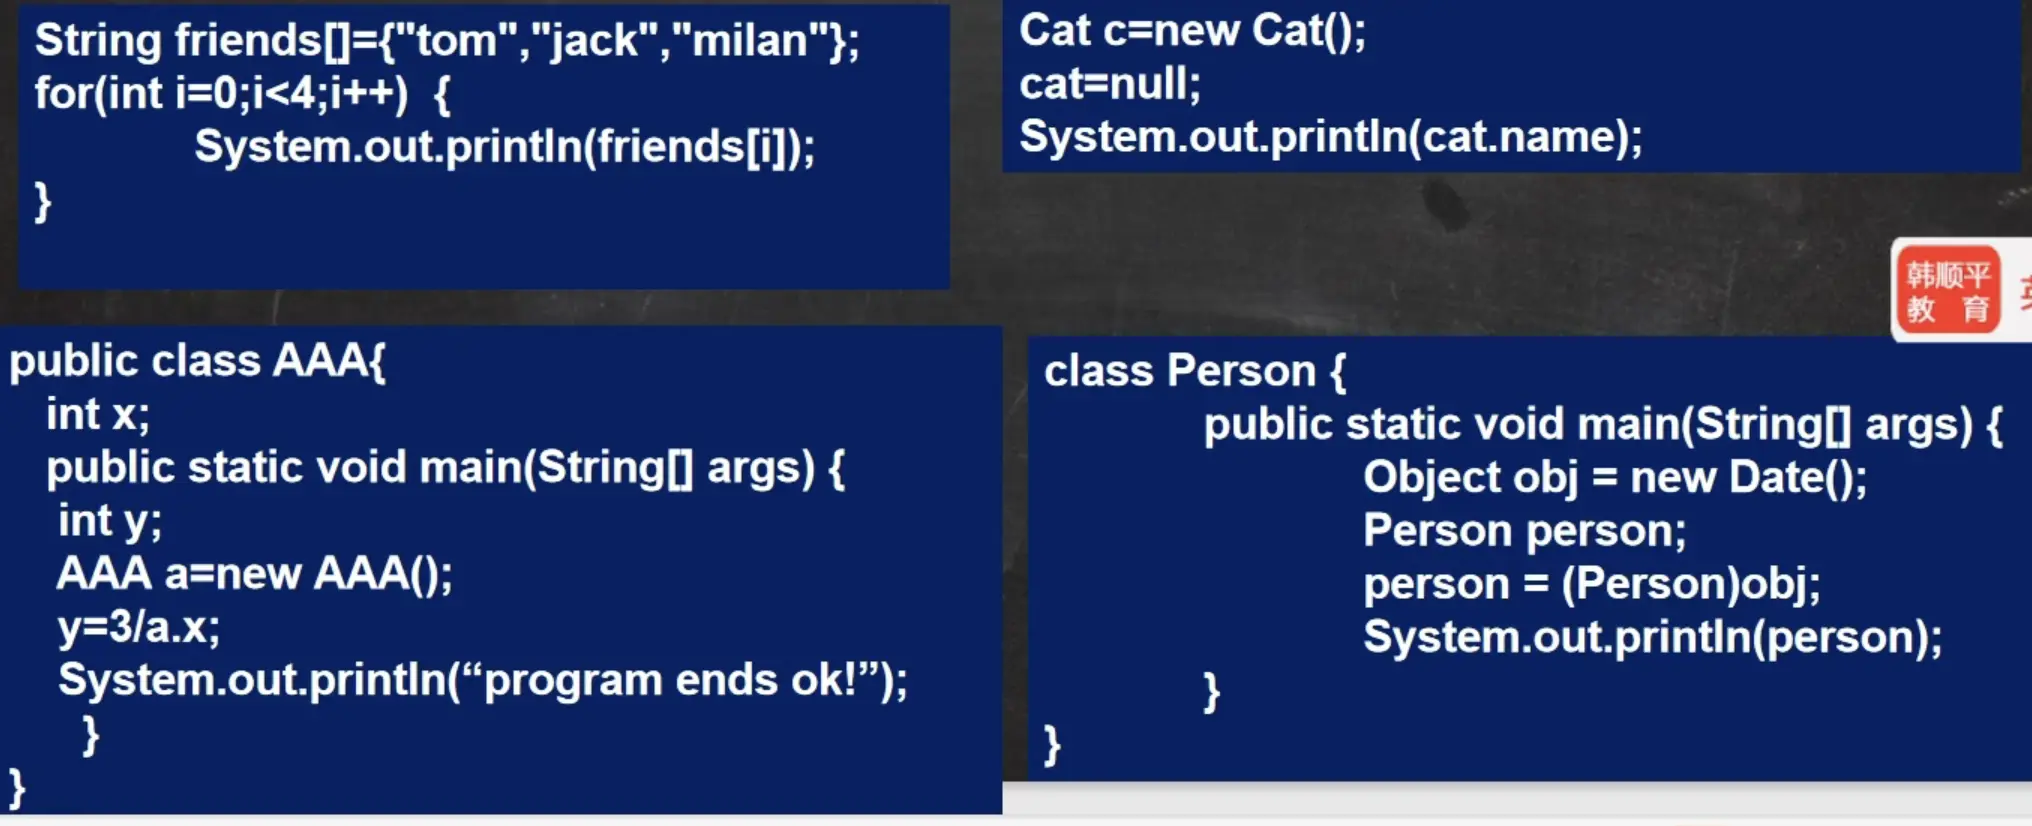 String friends[]={"tom","jack","milan"};
for(int i=0;i<4;i++) {
System.out.println(friends[i]);
}
Cat c=new Cat();
cat=null;
System.out.println(cat.name);
韩顺平
教 育
public class AAA{
int x;
public static void main(String[] args) {
int y;
AAA a=new AAA();
y=3/a.x;
System.out.println(“program ends ok!”);
}
}
class Person {
public static void main(String[] args) {
Object obj = new Date();
Person person;
person = (Person)obj;
System.out.println(person);
}
}